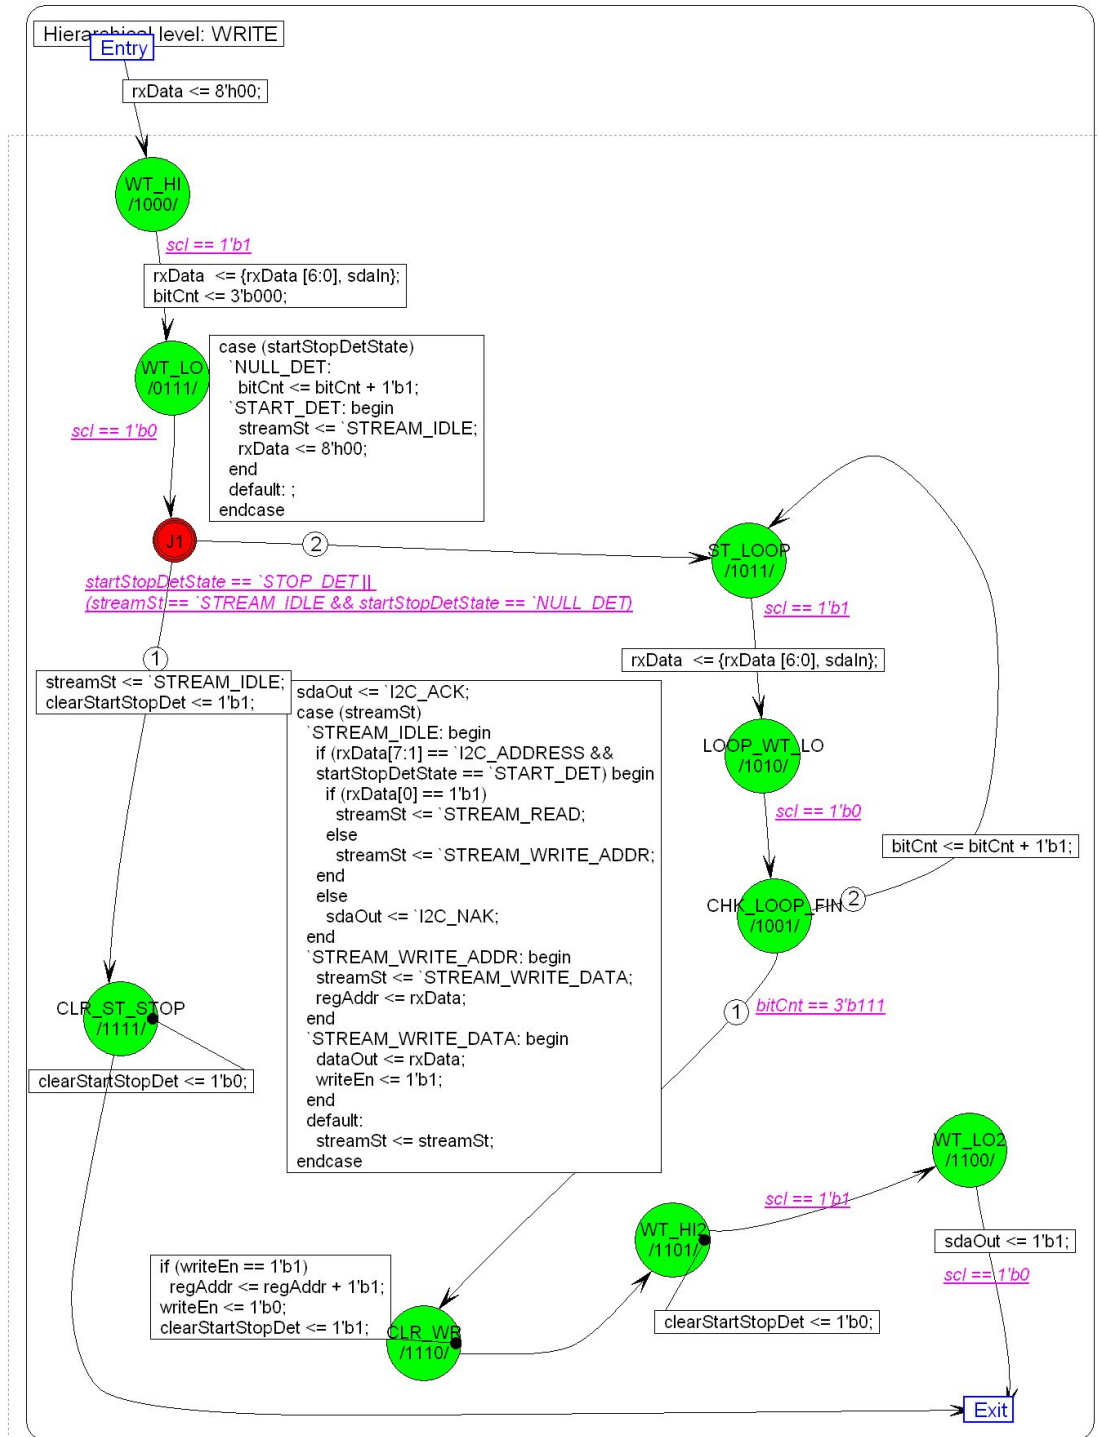 Hierarchical level: WRITE
Entry
rxData <= 8'h00;
WT_HI
/1000/
scl == 1'b1
rxData  <= {rxData [6:0], sdaIn};
bitCnt <= 3'b000;
WT_LO
/0111/
case (startStopDetState)
`NULL_DET:
bitCnt <= bitCnt + 1'b1;
`START_DET: begin
streamSt <= `STREAM_IDLE;
rxData <= 8'h00;
end
default: ;
endcase
scl == 1'b0
J1
2
startStopDetState == `STOP_DET ||
(streamSt == `STREAM_IDLE && startStopDetState == `NULL_DET)
1
streamSt <= `STREAM_IDLE;
clearStartStopDet <= 1'b1;
ST_LOOP
/1011/
scl == 1'b1
rxData  <= {rxData [6:0], sdaIn};
LOOP_WT_LO
/1010/
scl == 1'b0
bitCnt <= bitCnt + 1'b1;
CHK_LOOP_FIN
/1001/
2
1
bitCnt == 3'b111
sdaOut <= `I2C_ACK;
case (streamSt)
`STREAM_IDLE: begin
if (rxData[7:1] == `I2C_ADDRESS &&
startStopDetState == `START_DET) begin
if (rxData[0] == 1'b1)
streamSt <= `STREAM_READ;
else
streamSt <= `STREAM_WRITE_ADDR;
end
else
sdaOut <= `I2C_NAK;
end
`STREAM_WRITE_ADDR: begin
streamSt <= `STREAM_WRITE_DATA;
regAddr <= rxData;
end
`STREAM_WRITE_DATA: begin
dataOut <= rxData;
writeEn <= 1'b1;
end
default:
streamSt <= streamSt;
endcase
CLR_ST_STOP
/1111/
clearStartStopDet <= 1'b0;
WT_LO2
/1100/
scl == 1'b1
WT_HI2
/1101/
sdaOut <= 1'b1;
scl == 1'b0
clearStartStopDet <= 1'b0;
if (writeEn == 1'b1)
regAddr <= regAddr + 1'b1;
writeEn <= 1'b0;
clearStartStopDet <= 1'b1;
CLR_WR
/1110/
Exit